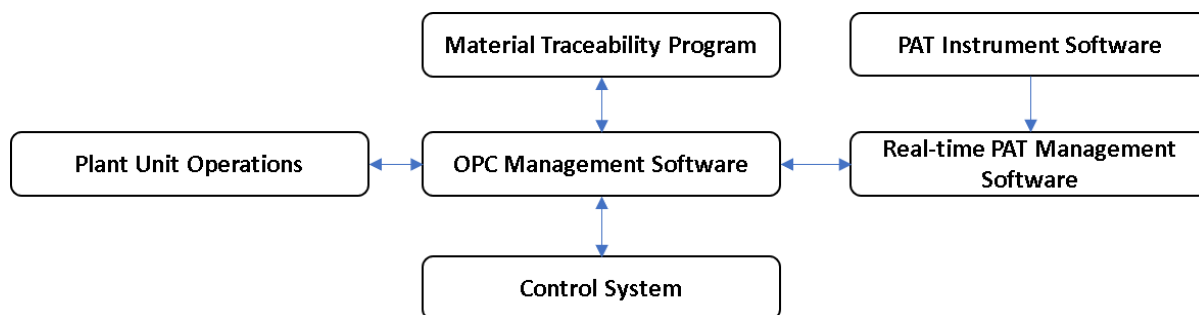 Material Traceability Program
PAT Instrument Software
Plant Unit Operations
OPC Management Software
Real-time PAT Management
Software
Control System